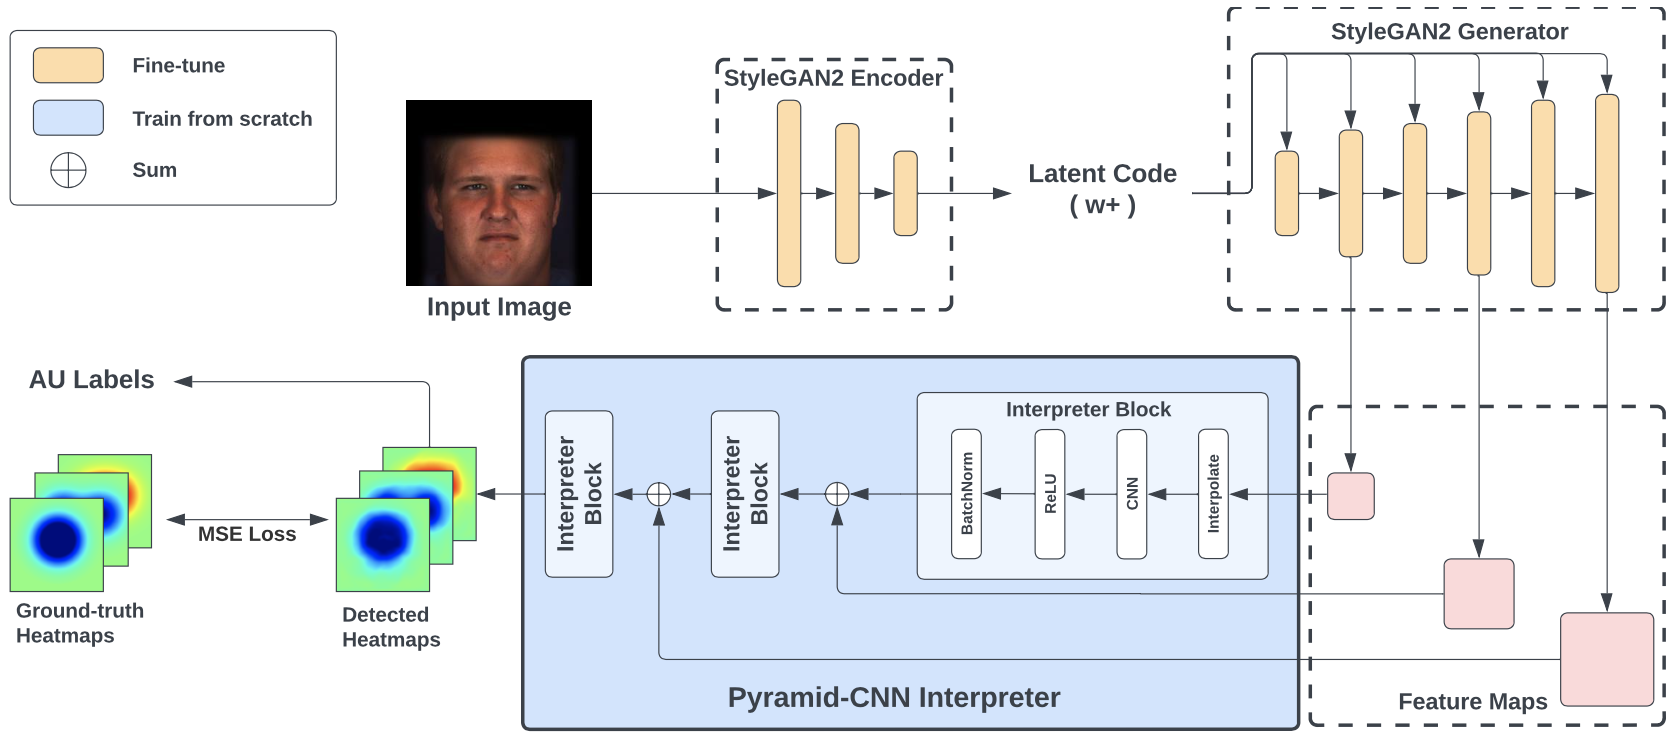 Fine-tune
Train from scratch
Sum
Input Image
StyleGAN2 Encoder
Latent Code
( w+ )
StyleGAN2 Generator
AU Labels
MSE Loss
Ground-truth
Heatmaps
Detected
Heatmaps
Interpreter
Block
Interpreter
Block
Interpreter Block
BatchNorm
ReLU
CNN
Interpolate
Pyramid-CNN Interpreter
Feature Maps